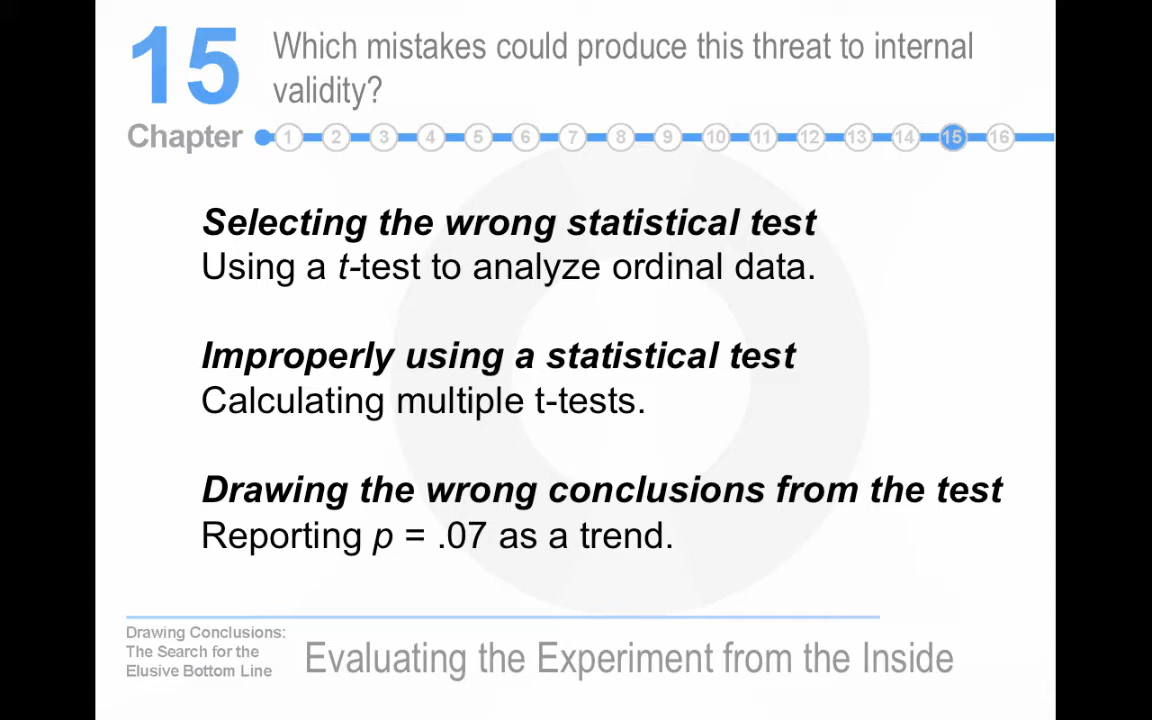 15
Which mistakes could produce this threat to internal
validity?
Chapter
1 2 3 4 5 6 7 8 9 10 11 12 13 14 15 16
Selecting the wrong statistical test
Using a t-test to analyze ordinal data.
Improperly using a statistical test
Calculating multiple t-tests.
Drawing the wrong conclusions from the test
Reporting p = .07 as a trend.
Drawing Conclusions:
The Search for the
Elusive Bottom Line
Evaluating the Experiment from the Inside